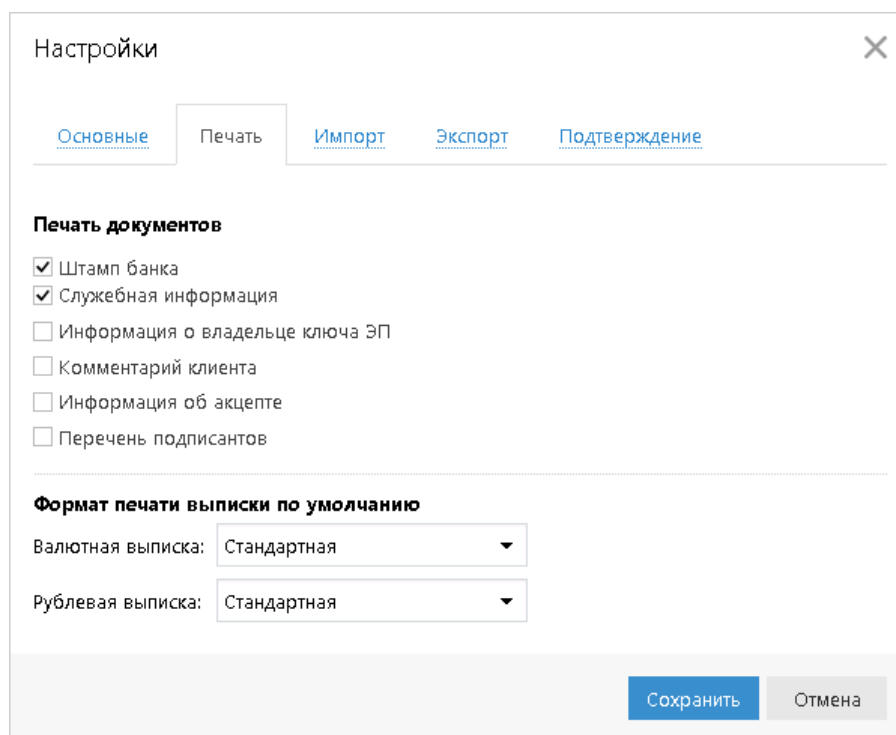 Настройки
Основные Печать Импорт Экспорт Подтверждение
Печать документов
Штамп банка
Служебная информация
Информация о владельце ключа ЭП
Комментарий клиента
Информация об акцепте
Перечень подписантов
Формат печати выписки по умолчанию
Валютная выписка: Стандартная
Рублевая выписка: Стандартная
Сохранить Отмена